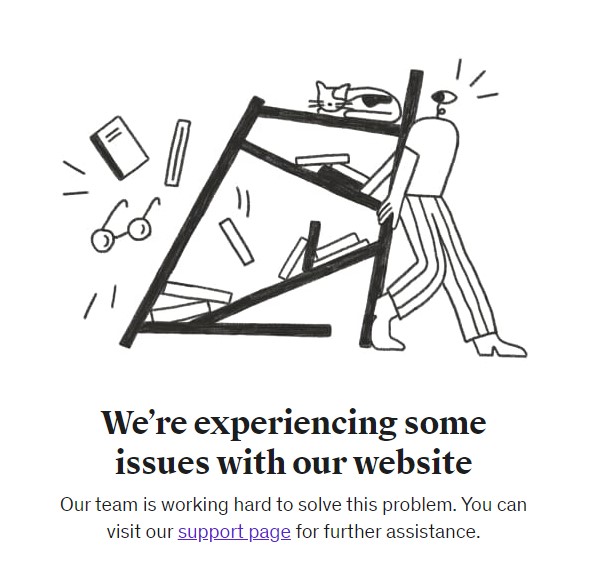 We’re experiencing some
issues with our website
Our team is working hard to solve this problem. You can
visit our support page for further assistance.